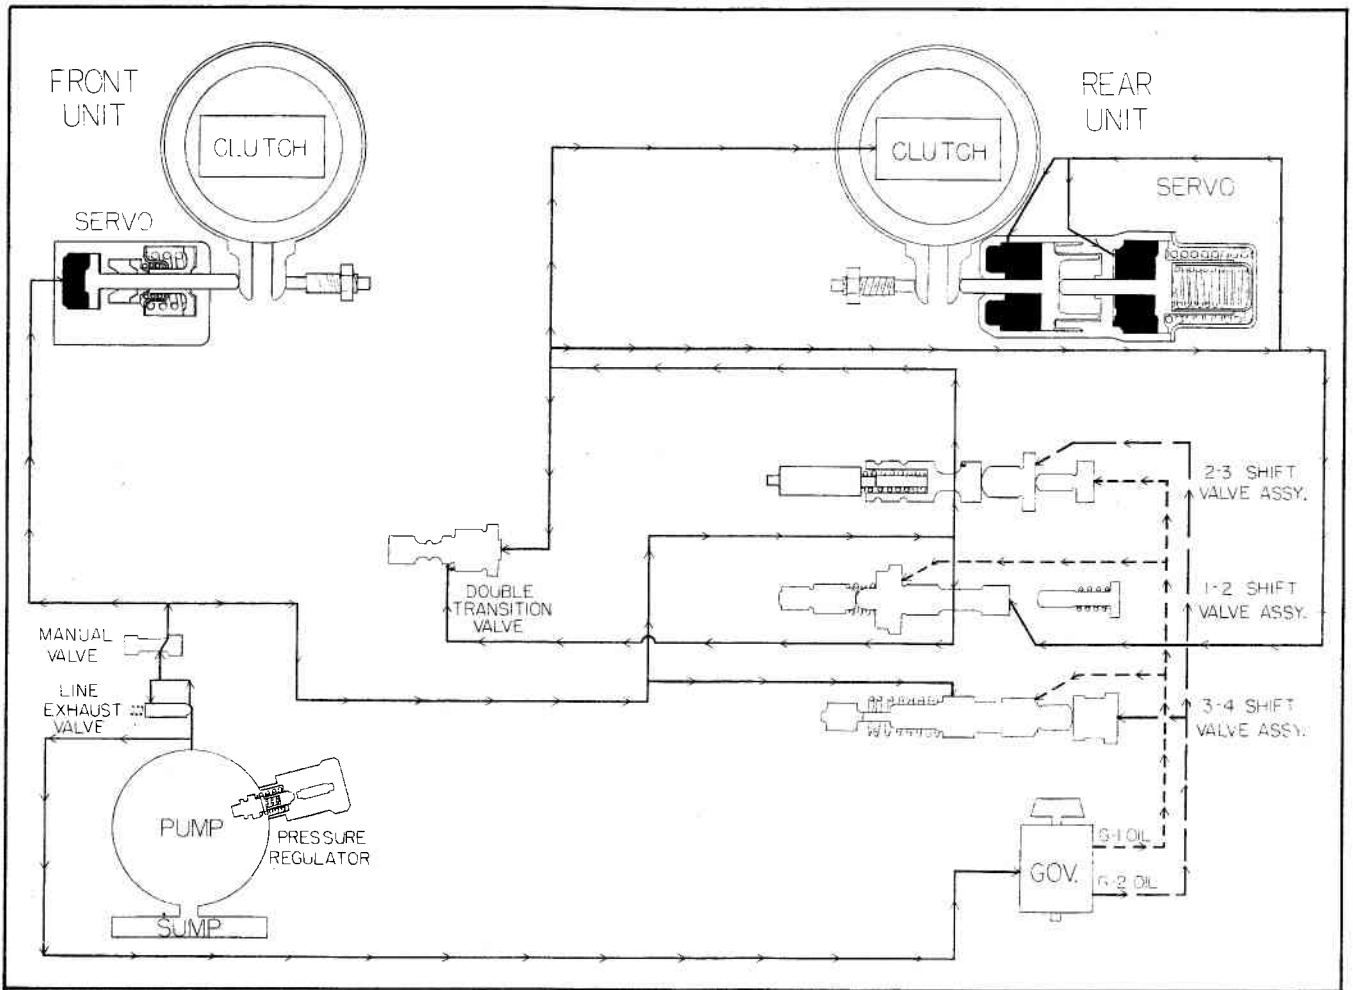 FRONT
UNIT
CLUTCH
SERVO
CLUTCH
REAR
UNIT
SERVO
2-3 SHIFT
VALVE ASSY.
DOUBLE
TRANSITION
VALVE
1-2 SHIFT
VALVE ASSY.
MANUAL
VALVE
LINE
EXHAUST
VALVE
3-4 SHIFT
VALVE ASSY.
PUMP
PRESSURE
REGULATOR
SUMP
GOV.
G-1 OIL
G-2 OIL